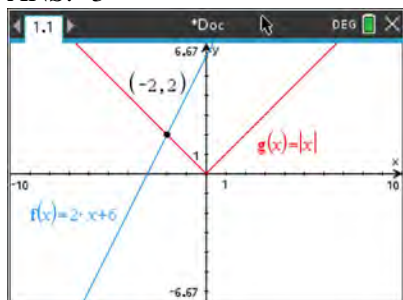 1.1 *Doc DEG
6.67 y
(-2,2)
g(x)=|x|
1
x
-10 1 10
f(x)=2·x+6
-6.67